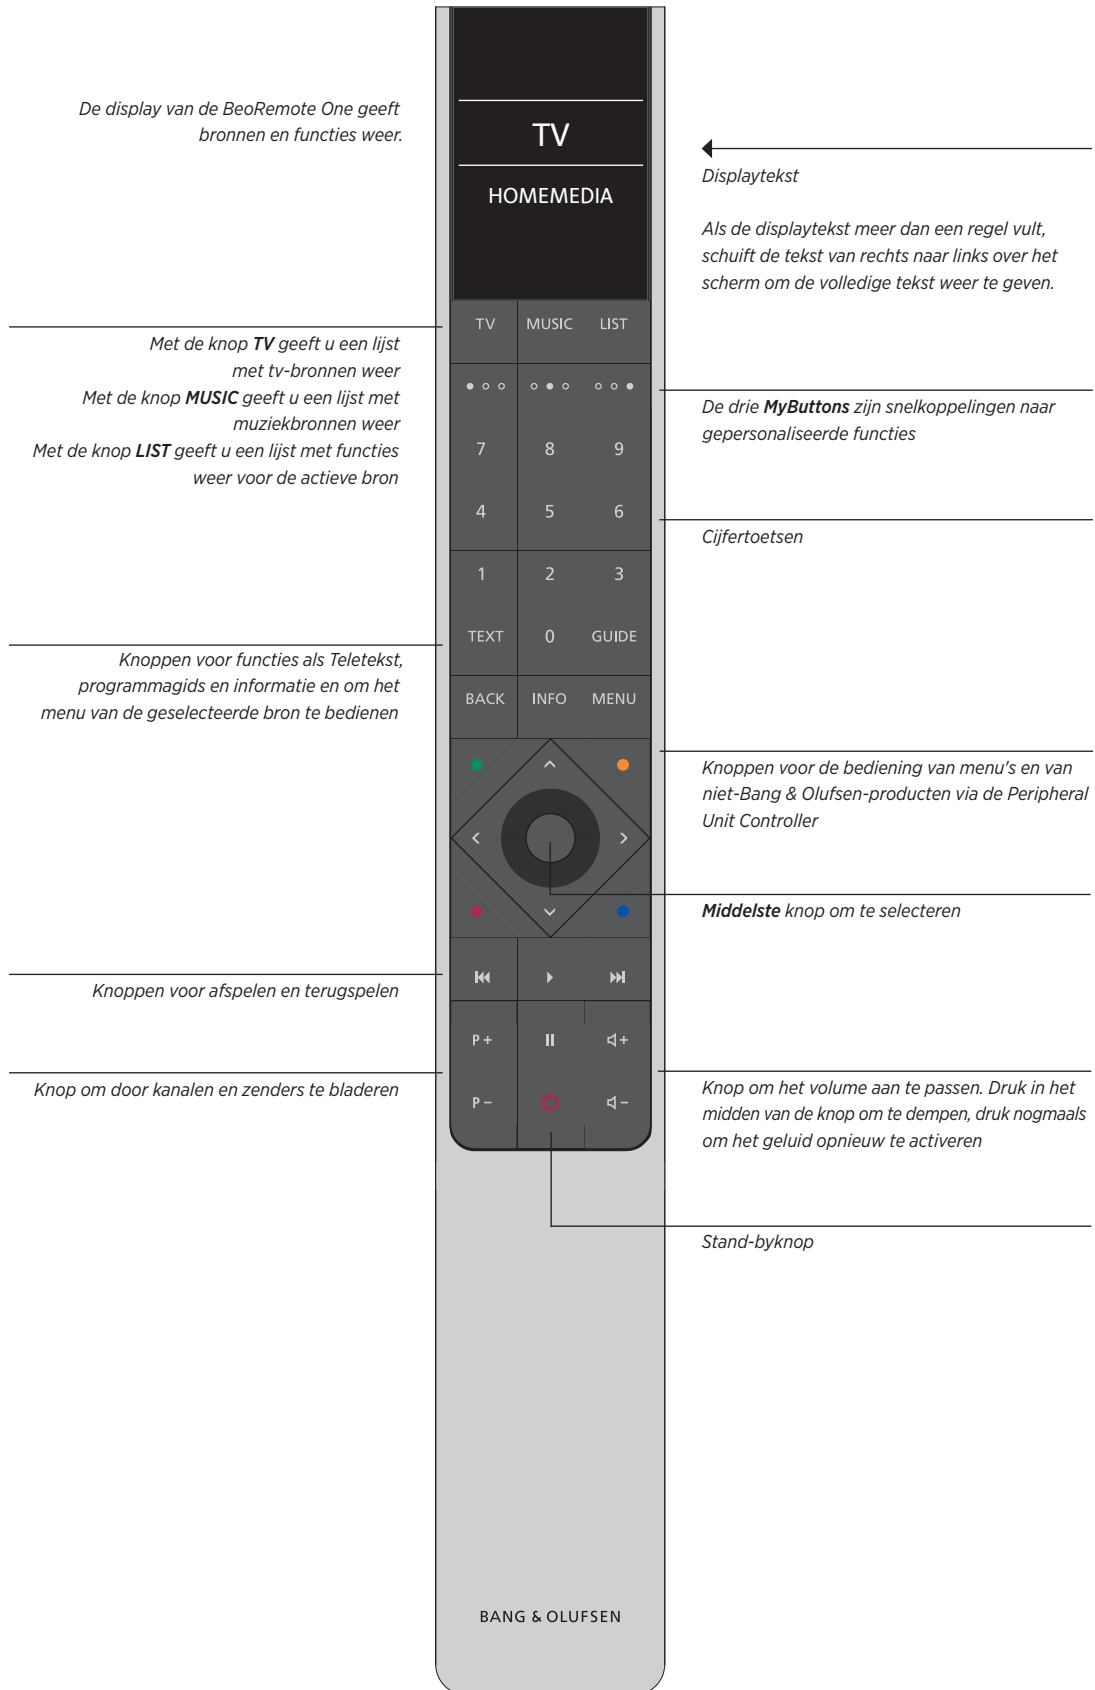 De display van de BeoRemote One geeft
bronnen en functies weer.
TV
HOMEMEDIA
Displaytekst
Als de displaytekst meer dan een regel vult,
schuift de tekst van rechts naar links over het
scherm om de volledige tekst weer te geven.
TV MUSIC LIST
Met de knop TV geeft u een lijst
met tv-bronnen weer
Met de knop MUSIC geeft u een lijst met
muziekbronnen weer
Met de knop LIST geeft u een lijst met functies
weer voor de actieve bron
De drie MyButtons zijn snelkoppelingen naar
gepersonaliseerde functies
7 8 9
4 5 6
Cijfertoetsen
1 2 3
TEXT 0 GUIDE
Knoppen voor functies als Teletekst,
programmagids en informatie en om het
menu van de geselecteerde bron te bedienen
BACK INFO MENU
Knoppen voor de bediening van menu's en van
niet-Bang & Olufsen-producten via de Peripheral
Unit Controller
Middelste knop om te selecteren
Knoppen voor afspelen en terugspelen
P + +
Knop om door kanalen en zenders te bladeren
P – –
Knop om het volume aan te passen. Druk in het
midden van de knop om te dempen, druk nogmaals
om het geluid opnieuw te activeren
Stand-byknop
BANG & OLUFSEN